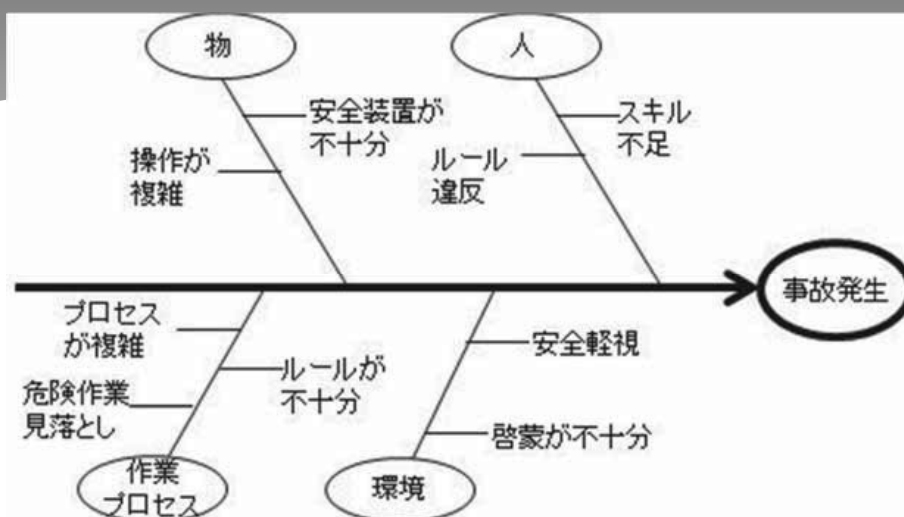 物
人
安全装置が
不十分
スキル
不足
操作が
複雑
ルール
違反
事故発生
プロセス
が複雑
安全軽視
ルールが
不十分
危険作業
見落とし
啓蒙が不十分
作業
プロセス
環境